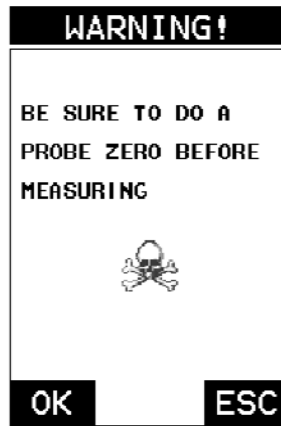 WARNING!
BE SURE TO DO A
PROBE ZERO BEFORE
MEASURING
OK ESC